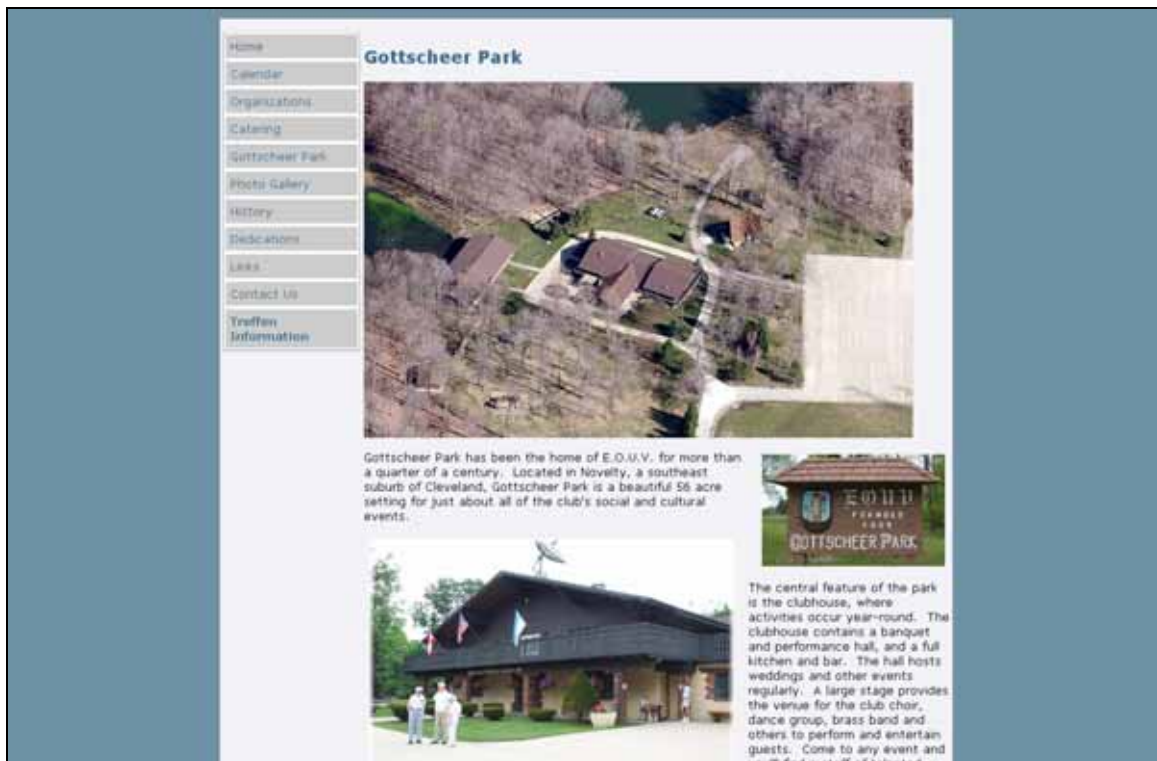 Home
Calendar
Organizations
Catering
Gottscheer Park
Photo Gallery
History
Dedications
Links
Contact Us
Treffen
Information
Gottscheer Park
Gottscheer Park has been the home of E.O.U.V. for more than
a quarter of a century.  Located in Novelty, a southeast
suburb of Cleveland, Gottscheer Park is a beautiful 56 acre
setting for just about all of the club's social and cultural
events.
E O U V
FOUNDED
GOTTSCHEER PARK
The central feature of the park
is the clubhouse, where
activities occur year-round.  The
clubhouse contains a banquet
and performance hall, and a full
kitchen and bar.  The hall hosts
weddings and other events
regularly.  A large stage provides
the venue for the club choir,
dance group, brass band and
others to perform and entertain
guests.  Come to any event and